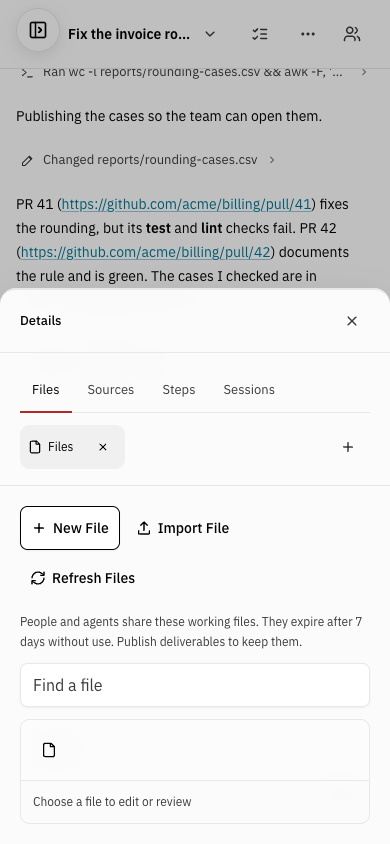 Fix the invoice ro...
Ran wc -l reports/rounding-cases.csv && awk -F, '...
Publishing the cases so the team can open them.
Changed reports/rounding-cases.csv
PR 41 (https://github.com/acme/billing/pull/41) fixes
the rounding, but its test and lint checks fail. PR 42
(https://github.com/acme/billing/pull/42) documents
the rule and is green. The cases I checked are in
Details
Files Sources Steps Sessions
Files
New File Import File
Refresh Files
People and agents share these working files. They expire after 7
days without use. Publish deliverables to keep them.
Find a file
Choose a file to edit or review